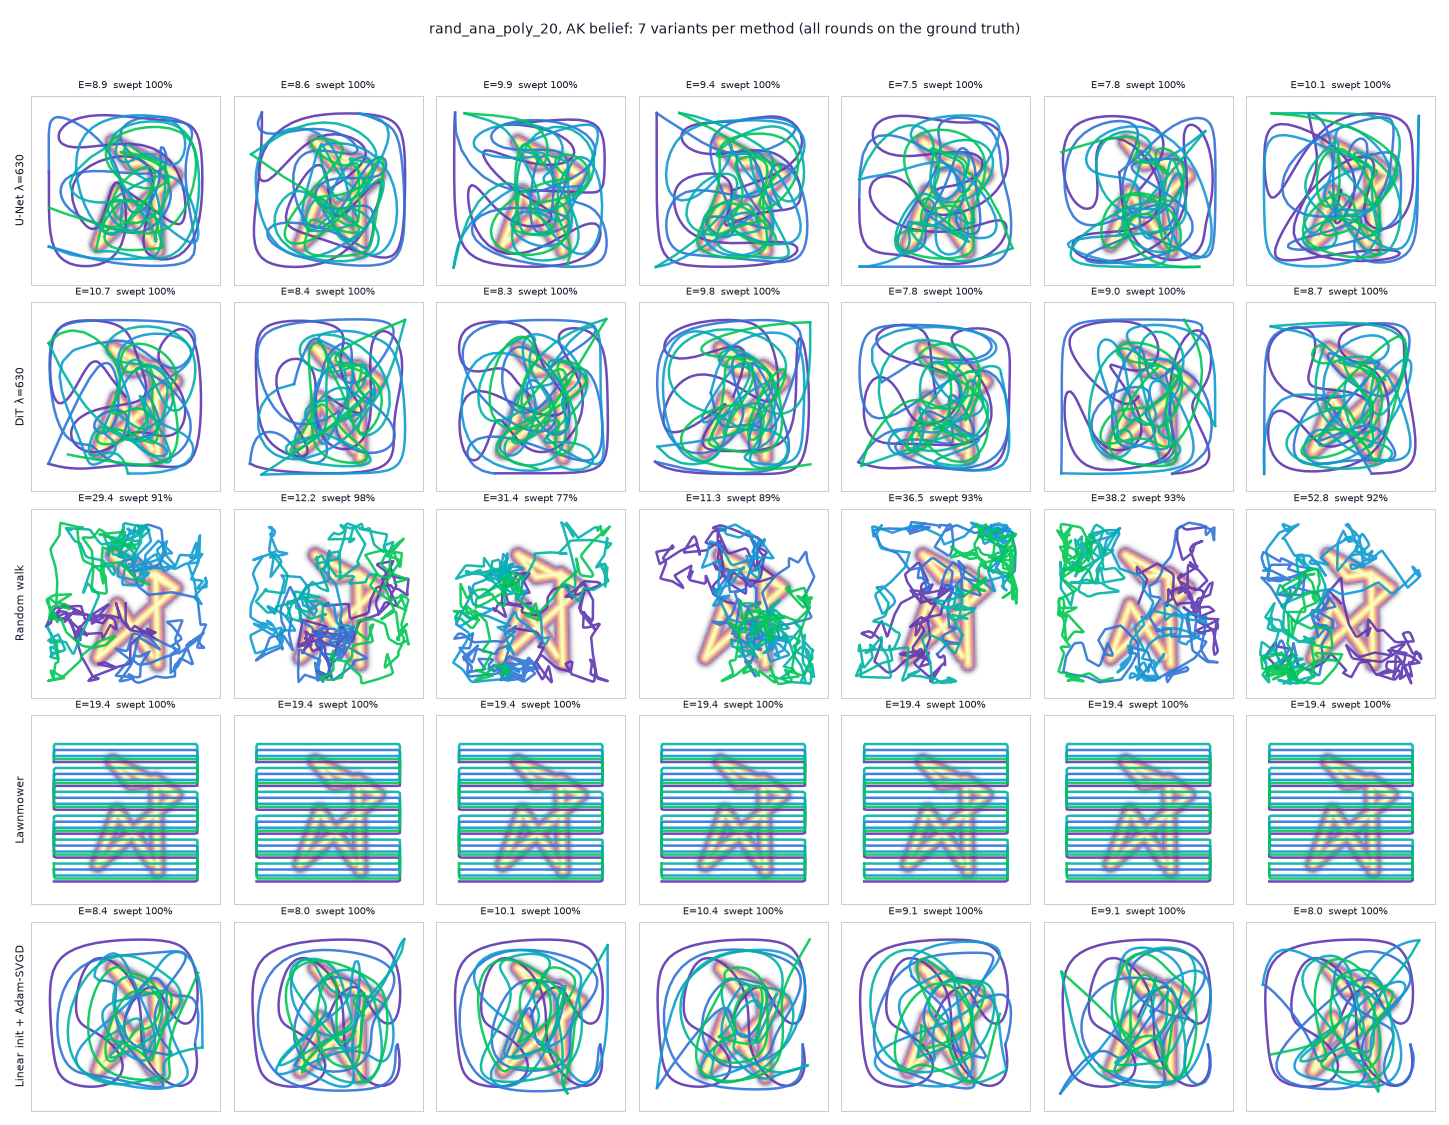 rand_ana_poly_20, AK belief: 7 variants per method (all rounds on the ground truth)
E=8.9 swept 100%
E=8.6 swept 100%
E=9.9 swept 100%
E=9.4 swept 100%
E=7.5 swept 100%
E=7.8 swept 100%
E=10.1 swept 100%
U-Net λ=630
E=10.7 swept 100%
E=8.4 swept 100%
E=8.3 swept 100%
E=9.8 swept 100%
E=7.8 swept 100%
E=9.0 swept 100%
E=8.7 swept 100%
DiT λ=630
E=29.4 swept 91%
E=12.2 swept 98%
E=31.4 swept 77%
E=11.3 swept 89%
E=36.5 swept 93%
E=38.2 swept 93%
E=52.8 swept 92%
Random walk
E=19.4 swept 100%
E=19.4 swept 100%
E=19.4 swept 100%
E=19.4 swept 100%
E=19.4 swept 100%
E=19.4 swept 100%
E=19.4 swept 100%
Lawnmower
E=8.4 swept 100%
E=8.0 swept 100%
E=10.1 swept 100%
E=10.4 swept 100%
E=9.1 swept 100%
E=9.1 swept 100%
E=8.0 swept 100%
Linear init + Adam-SVGD